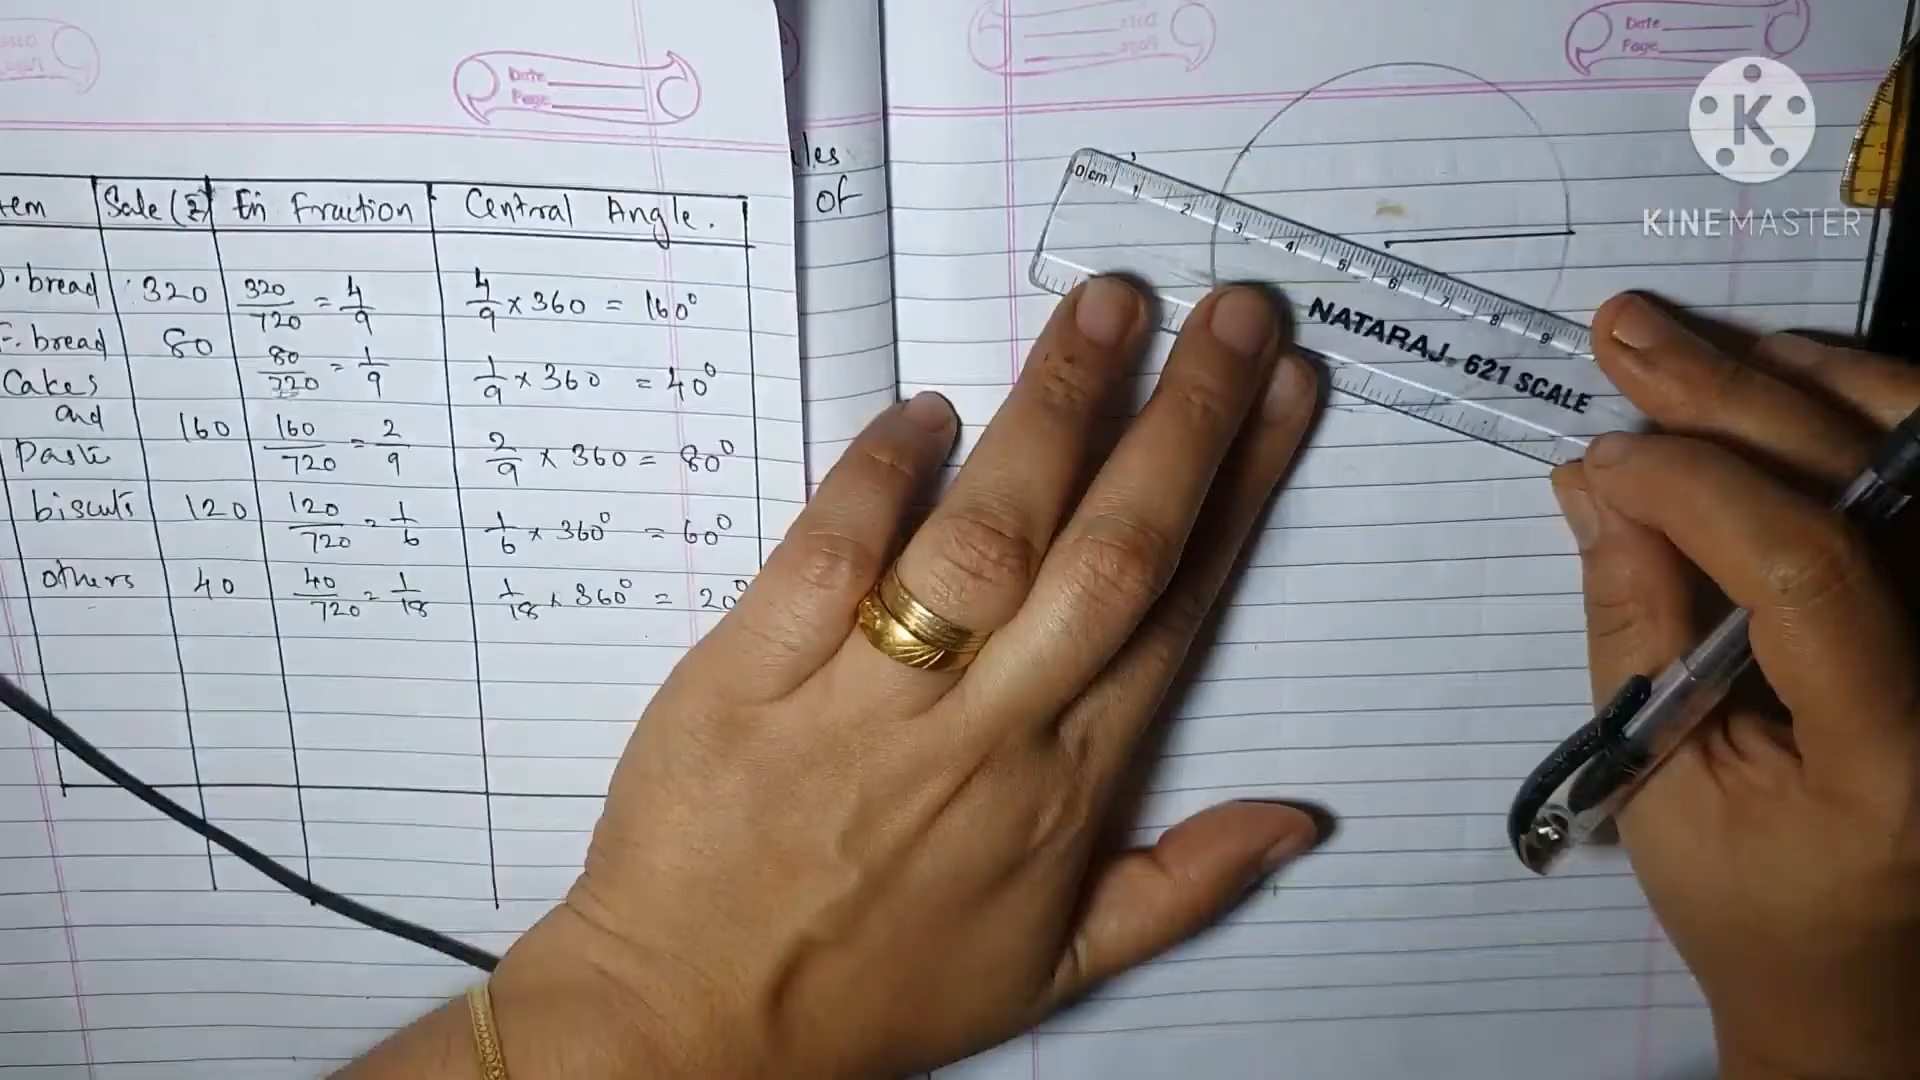 Date
Page
Date
Page
les
of
tem Sale (₹) In Fraction Central Angle.
. bread 320 320/720 = 4/9 4/9 × 360 = 160°
F. bread 80 80/720 = 1/9 1/9 × 360 = 40°
Cakes
and 160 160/720 = 2/9 2/9 × 360 = 80°
Paste
biscuits 120 120/720 = 1/6 1/6 × 360° = 60°
others 40 40/720 = 1/18 1/18 × 360° = 20°
0 cm 1 2 3 4 5 6 7 8 9
NATARAJ 621 SCALE
K
KINEMASTER